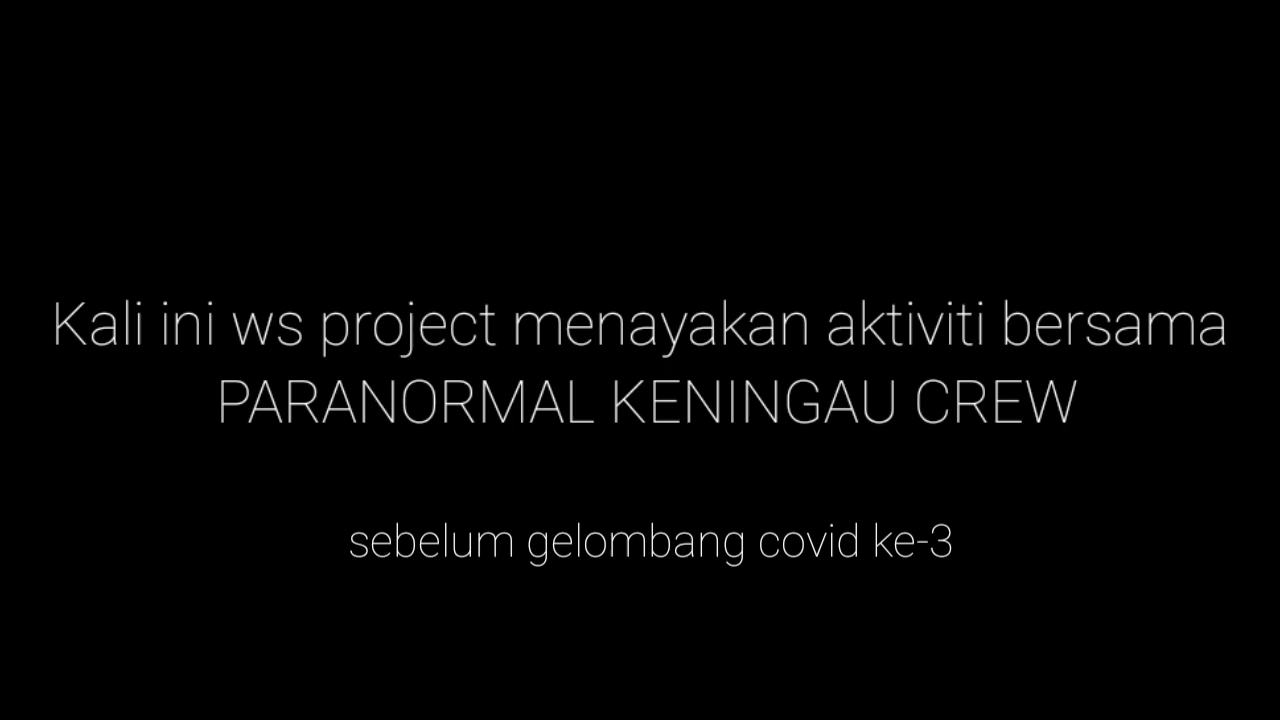 Kali ini ws project menayakan aktiviti bersama
PARANORMAL KENINGAU CREW
sebelum gelombang covid ke-3